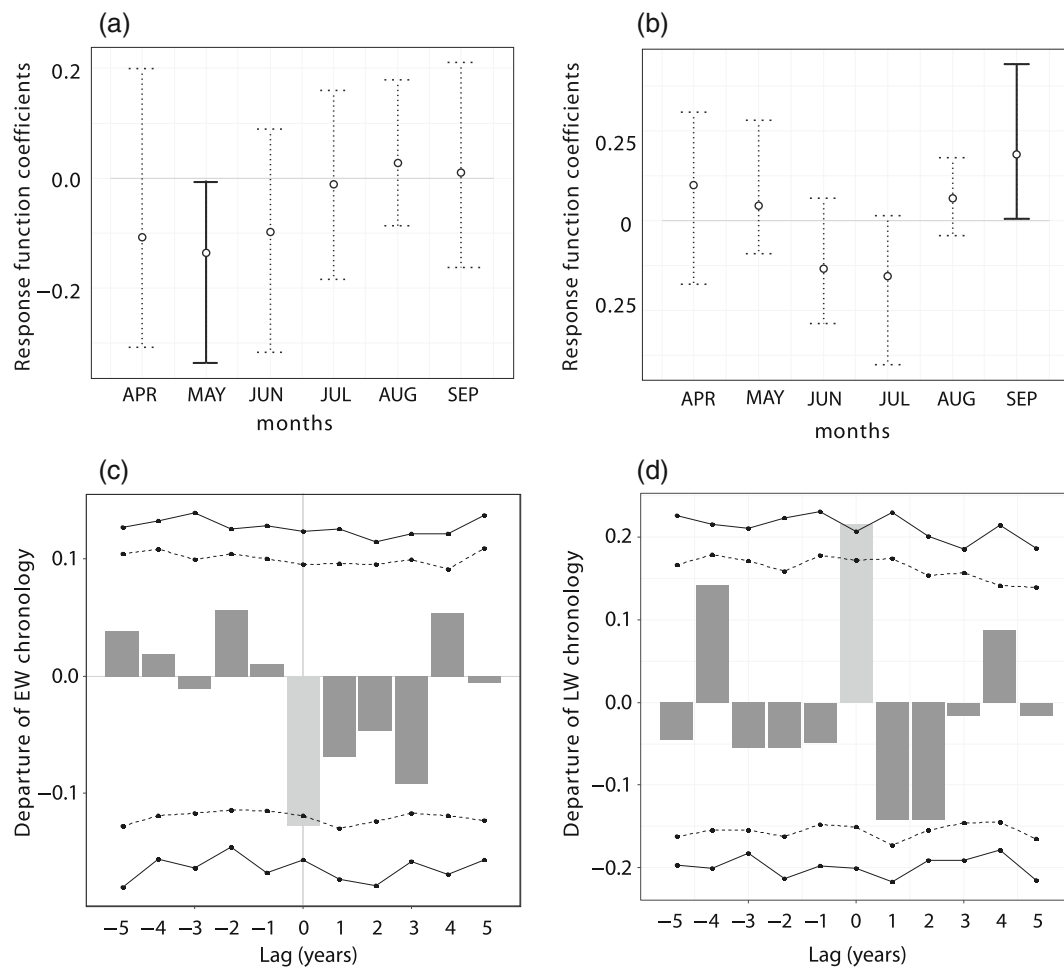 (a)
(b)
Response function coefficients
0.2
0.0
−0.2
APR MAY JUN JUL AUG SEP
months
Response function coefficients
0.25
0
0.25
APR MAY JUN JUL AUG SEP
months
(c)
(d)
Departure of EW chronology
0.1
0.0
−0.1
−5 −4 −3 −2 −1 0 1 2 3 4 5
Lag (years)
Departure of LW chronology
0.2
0.1
0.0
−0.1
−0.2
−5 −4 −3 −2 −1 0 1 2 3 4 5
Lag (years)